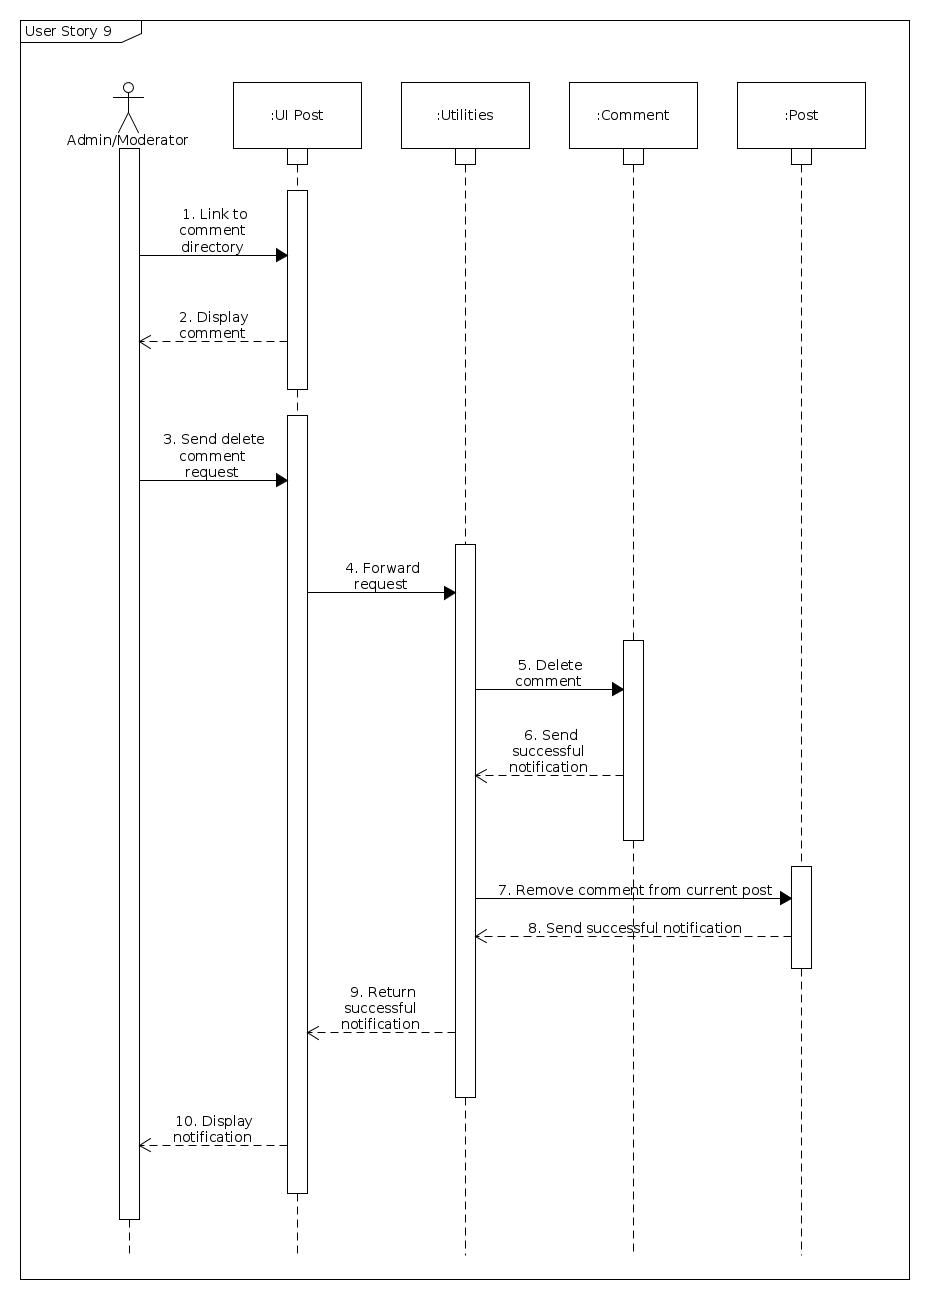 User Story 9
Admin/Moderator
:UI Post
:Utilities
:Comment
:Post
1. Link to
comment
directory
2. Display
comment
3. Send delete
comment
request
4. Forward
request
5. Delete
comment
6. Send
successful
notification
7. Remove comment from current post
8. Send successful notification
9. Return
successful
notification
10. Display
notification